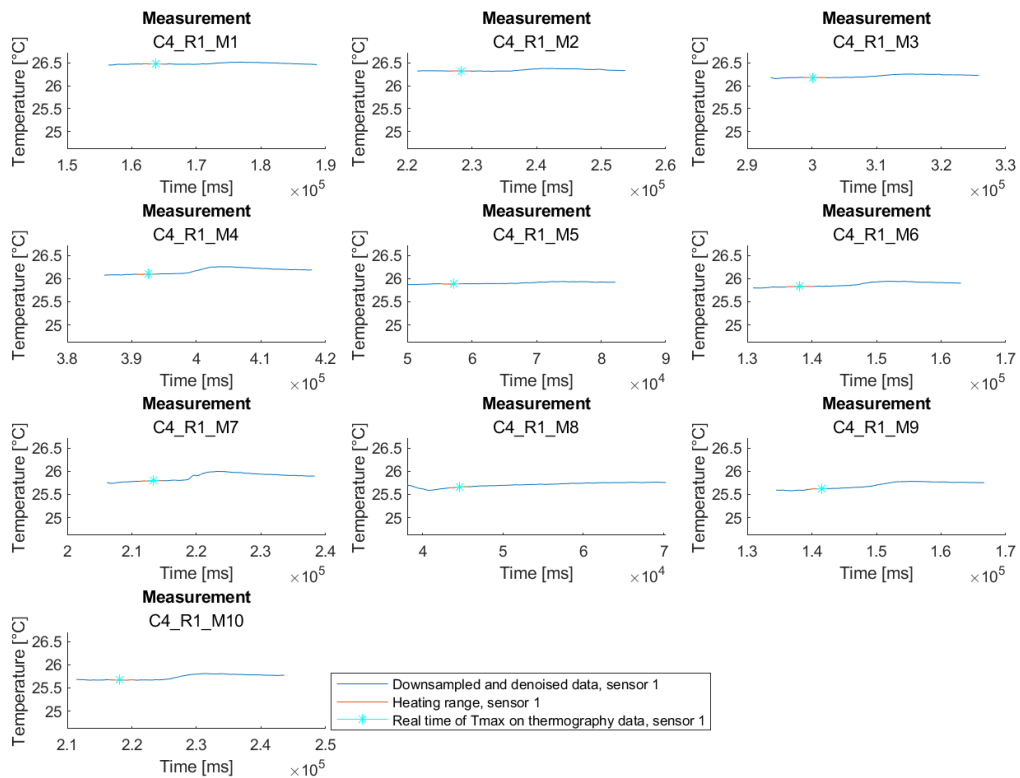 Measurement
C4_R1_M1
Temperature [°C]
26.5
26
25.5
25
1.5 1.6 1.7 1.8 1.9
Time [ms]
×10^5
Measurement
C4_R1_M2
Temperature [°C]
26.5
26
25.5
25
2.2 2.3 2.4 2.5 2.6
Time [ms]
×10^5
Measurement
C4_R1_M3
Temperature [°C]
26.5
26
25.5
25
2.9 3 3.1 3.2 3.3
Time [ms]
×10^5
Measurement
C4_R1_M4
Temperature [°C]
26.5
26
25.5
25
3.8 3.9 4 4.1 4.2
Time [ms]
×10^5
Measurement
C4_R1_M5
Temperature [°C]
26.5
26
25.5
25
5 6 7 8 9
Time [ms]
×10^4
Measurement
C4_R1_M6
Temperature [°C]
26.5
26
25.5
25
1.3 1.4 1.5 1.6 1.7
Time [ms]
×10^5
Measurement
C4_R1_M7
Temperature [°C]
26.5
26
25.5
25
2 2.1 2.2 2.3 2.4
Time [ms]
×10^5
Measurement
C4_R1_M8
Temperature [°C]
26.5
26
25.5
25
4 5 6 7
Time [ms]
×10^4
Measurement
C4_R1_M9
Temperature [°C]
26.5
26
25.5
25
1.3 1.4 1.5 1.6 1.7
Time [ms]
×10^5
Measurement
C4_R1_M10
Temperature [°C]
26.5
26
25.5
25
2.1 2.2 2.3 2.4 2.5
Time [ms]
×10^5
Downsampled and denoised data, sensor 1
Heating range, sensor 1
Real time of Tmax on thermography data, sensor 1